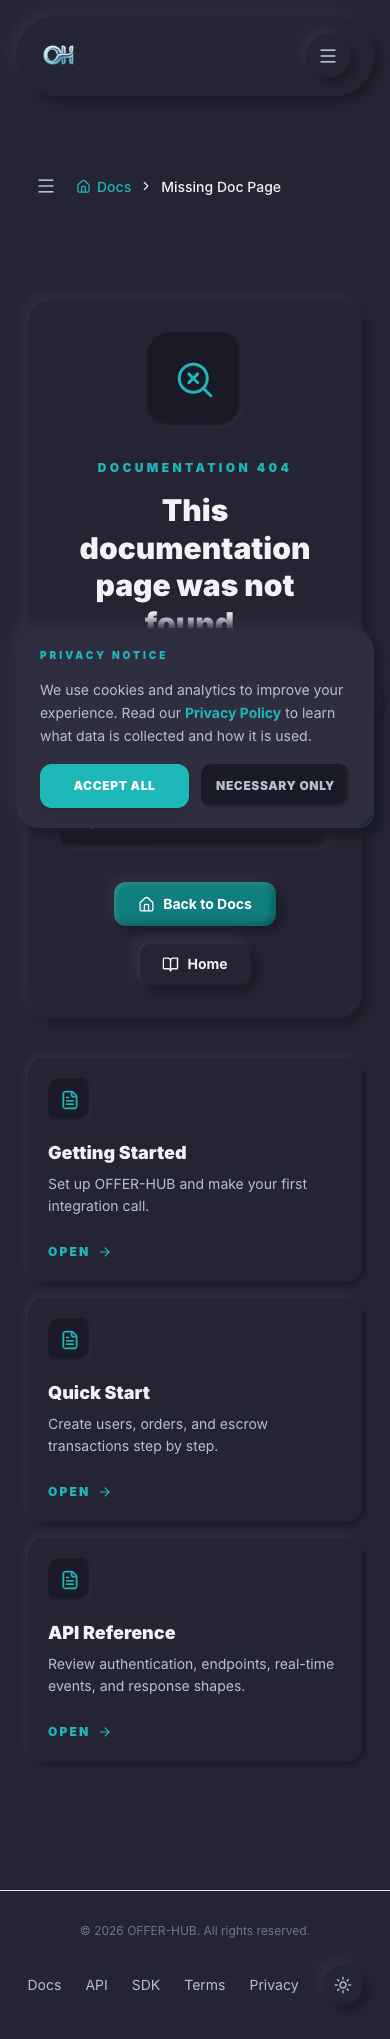 OH
Docs > Missing Doc Page
DOCUMENTATION 404
This
documentation
page was not
found
PRIVACY NOTICE
We use cookies and analytics to improve your
experience. Read our Privacy Policy to learn
what data is collected and how it is used.
ACCEPT ALL
NECESSARY ONLY
Back to Docs
Home
Getting Started
Set up OFFER-HUB and make your first
integration call.
OPEN →
Quick Start
Create users, orders, and escrow
transactions step by step.
OPEN →
API Reference
Review authentication, endpoints, real-time
events, and response shapes.
OPEN →
© 2026 OFFER-HUB. All rights reserved.
Docs API SDK Terms Privacy